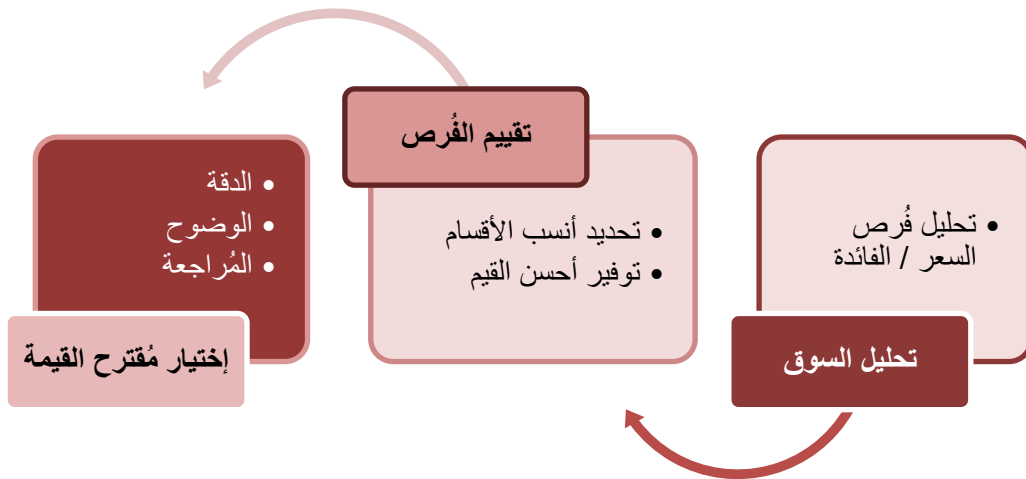 • تحليل فُرص
السعر / الفائدة
تحليل السوق
تقييم الفُرص
• تحديد أنسب الأقسام
• توفير أحسن القيم
• الدقة
• الوضوح
• المُراجعة
إختيار مُقترح القيمة